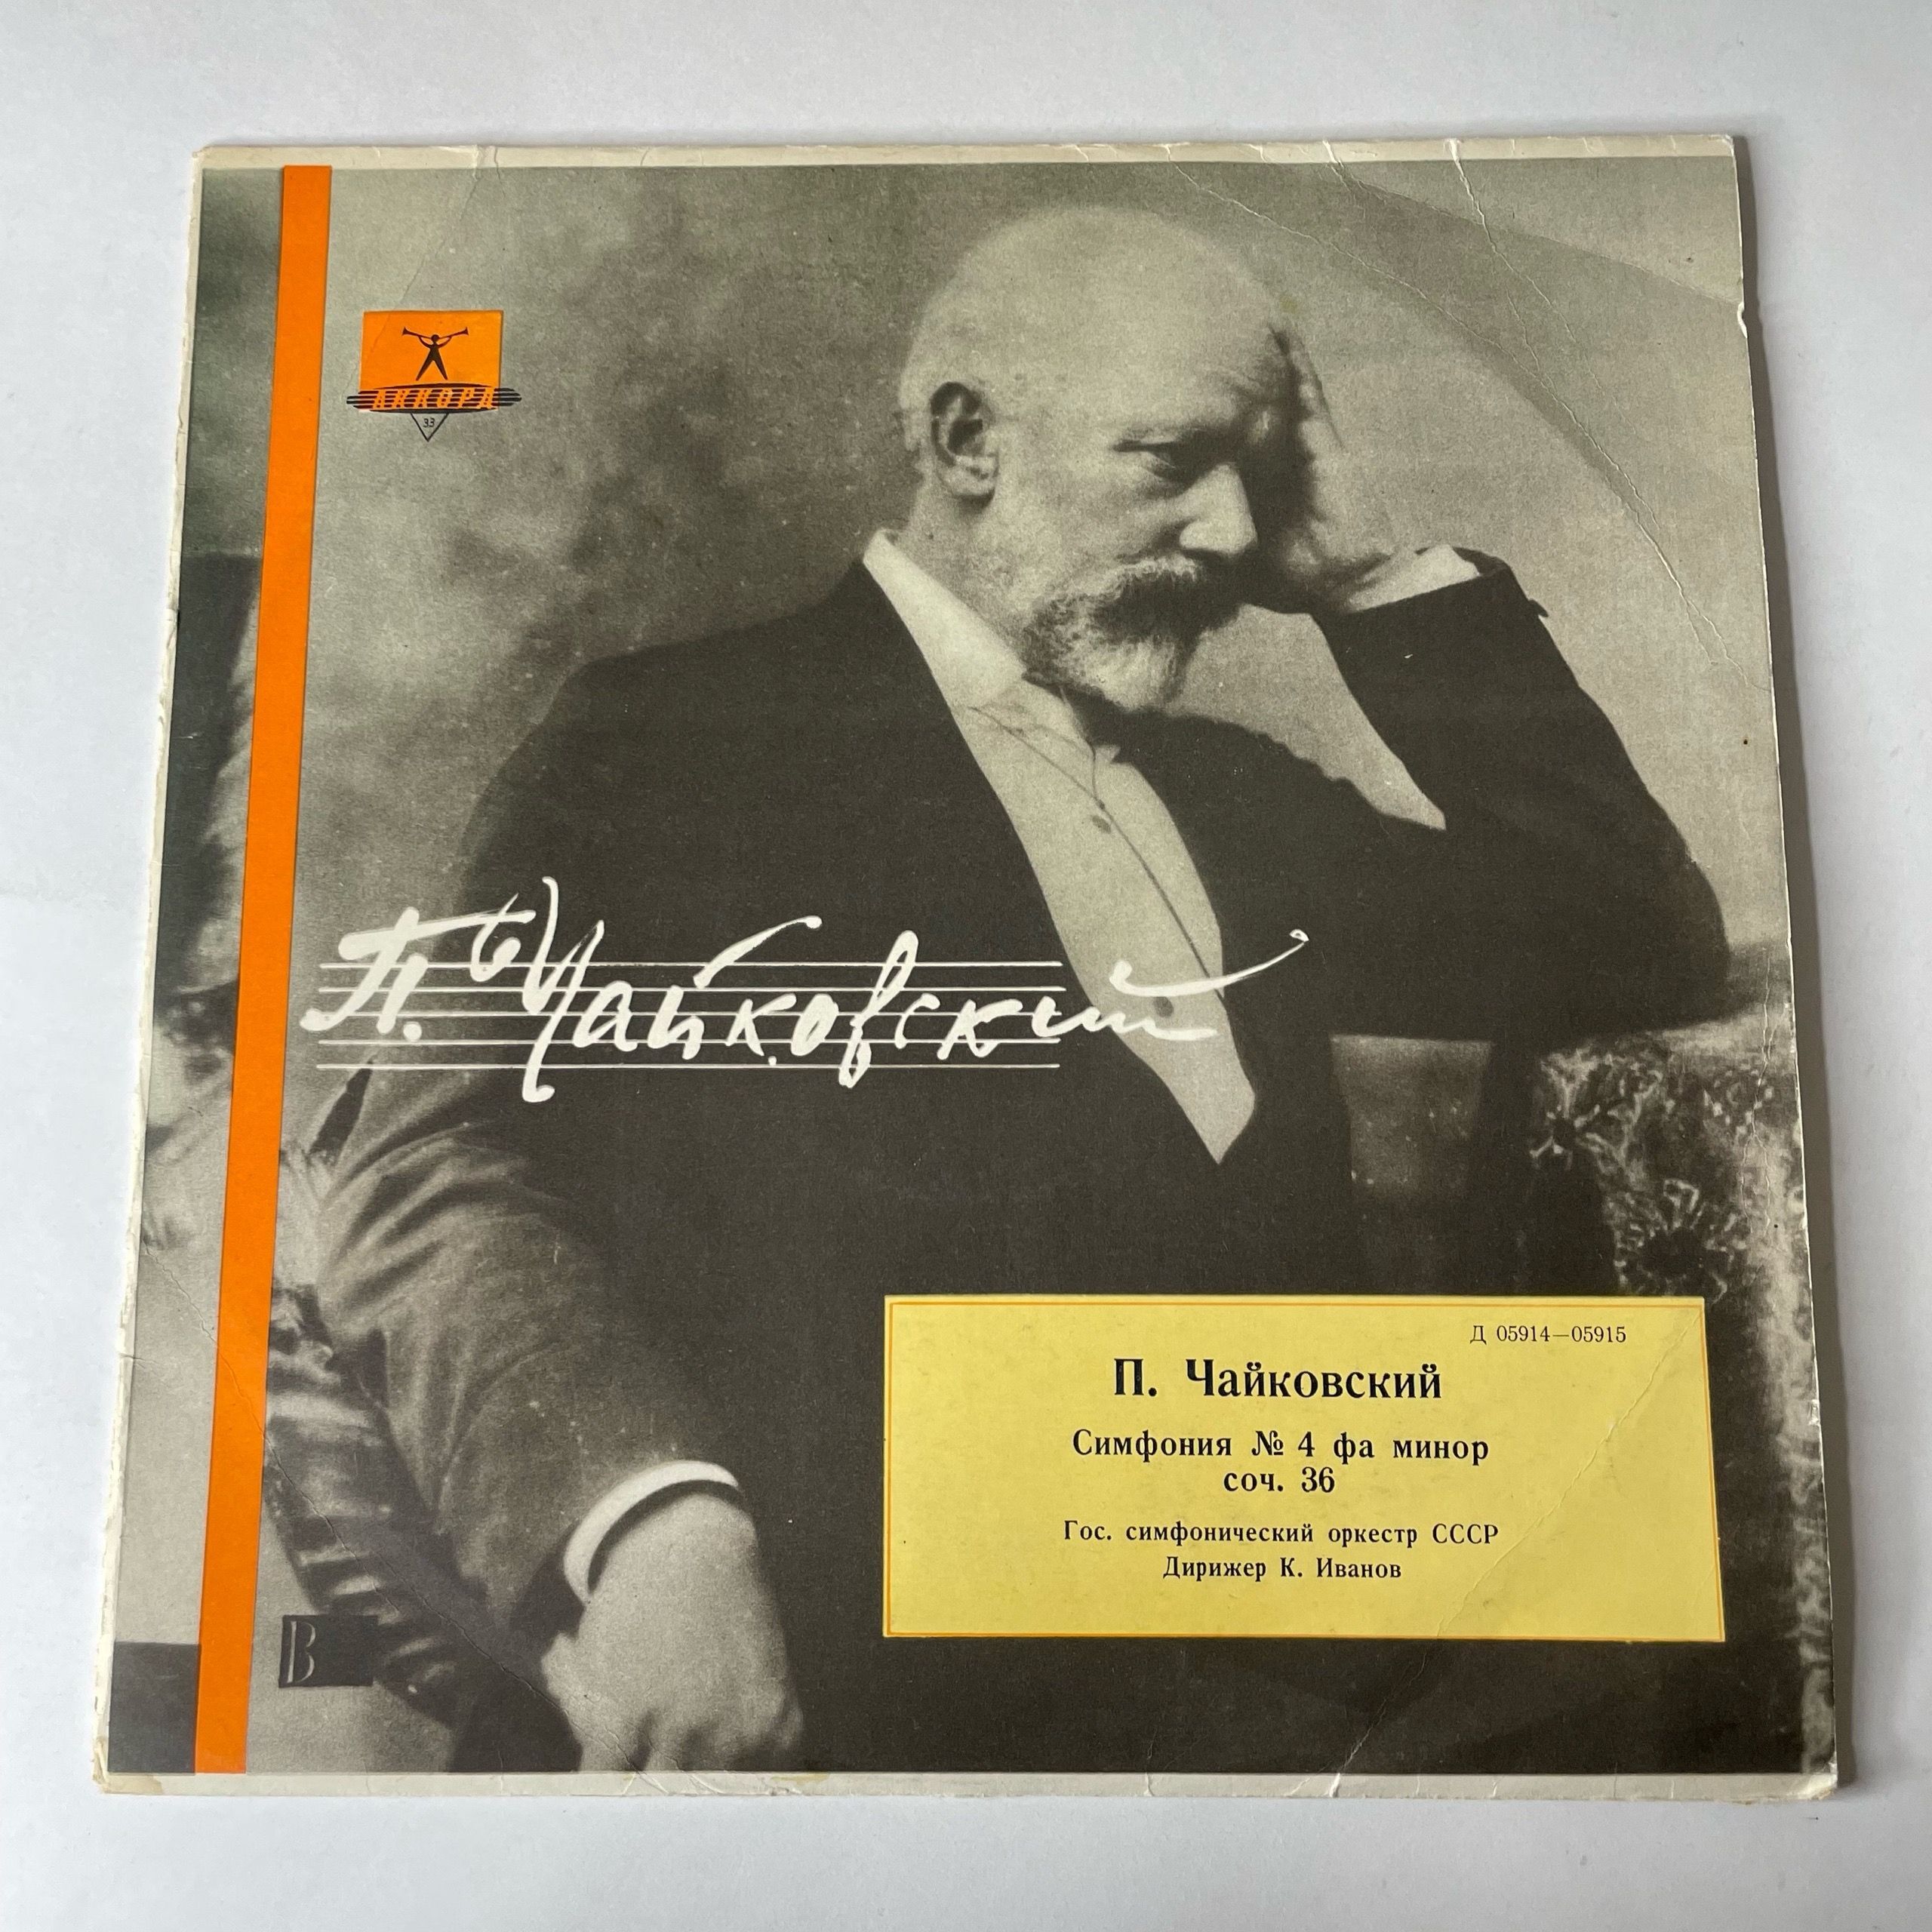 АККОРД
33
П. Чайковский
Д 05914—05915
П. Чайковский
Симфония № 4 фа минор
соч. 36
Гос. симфонический оркестр СССР
Дирижер К. Иванов
В